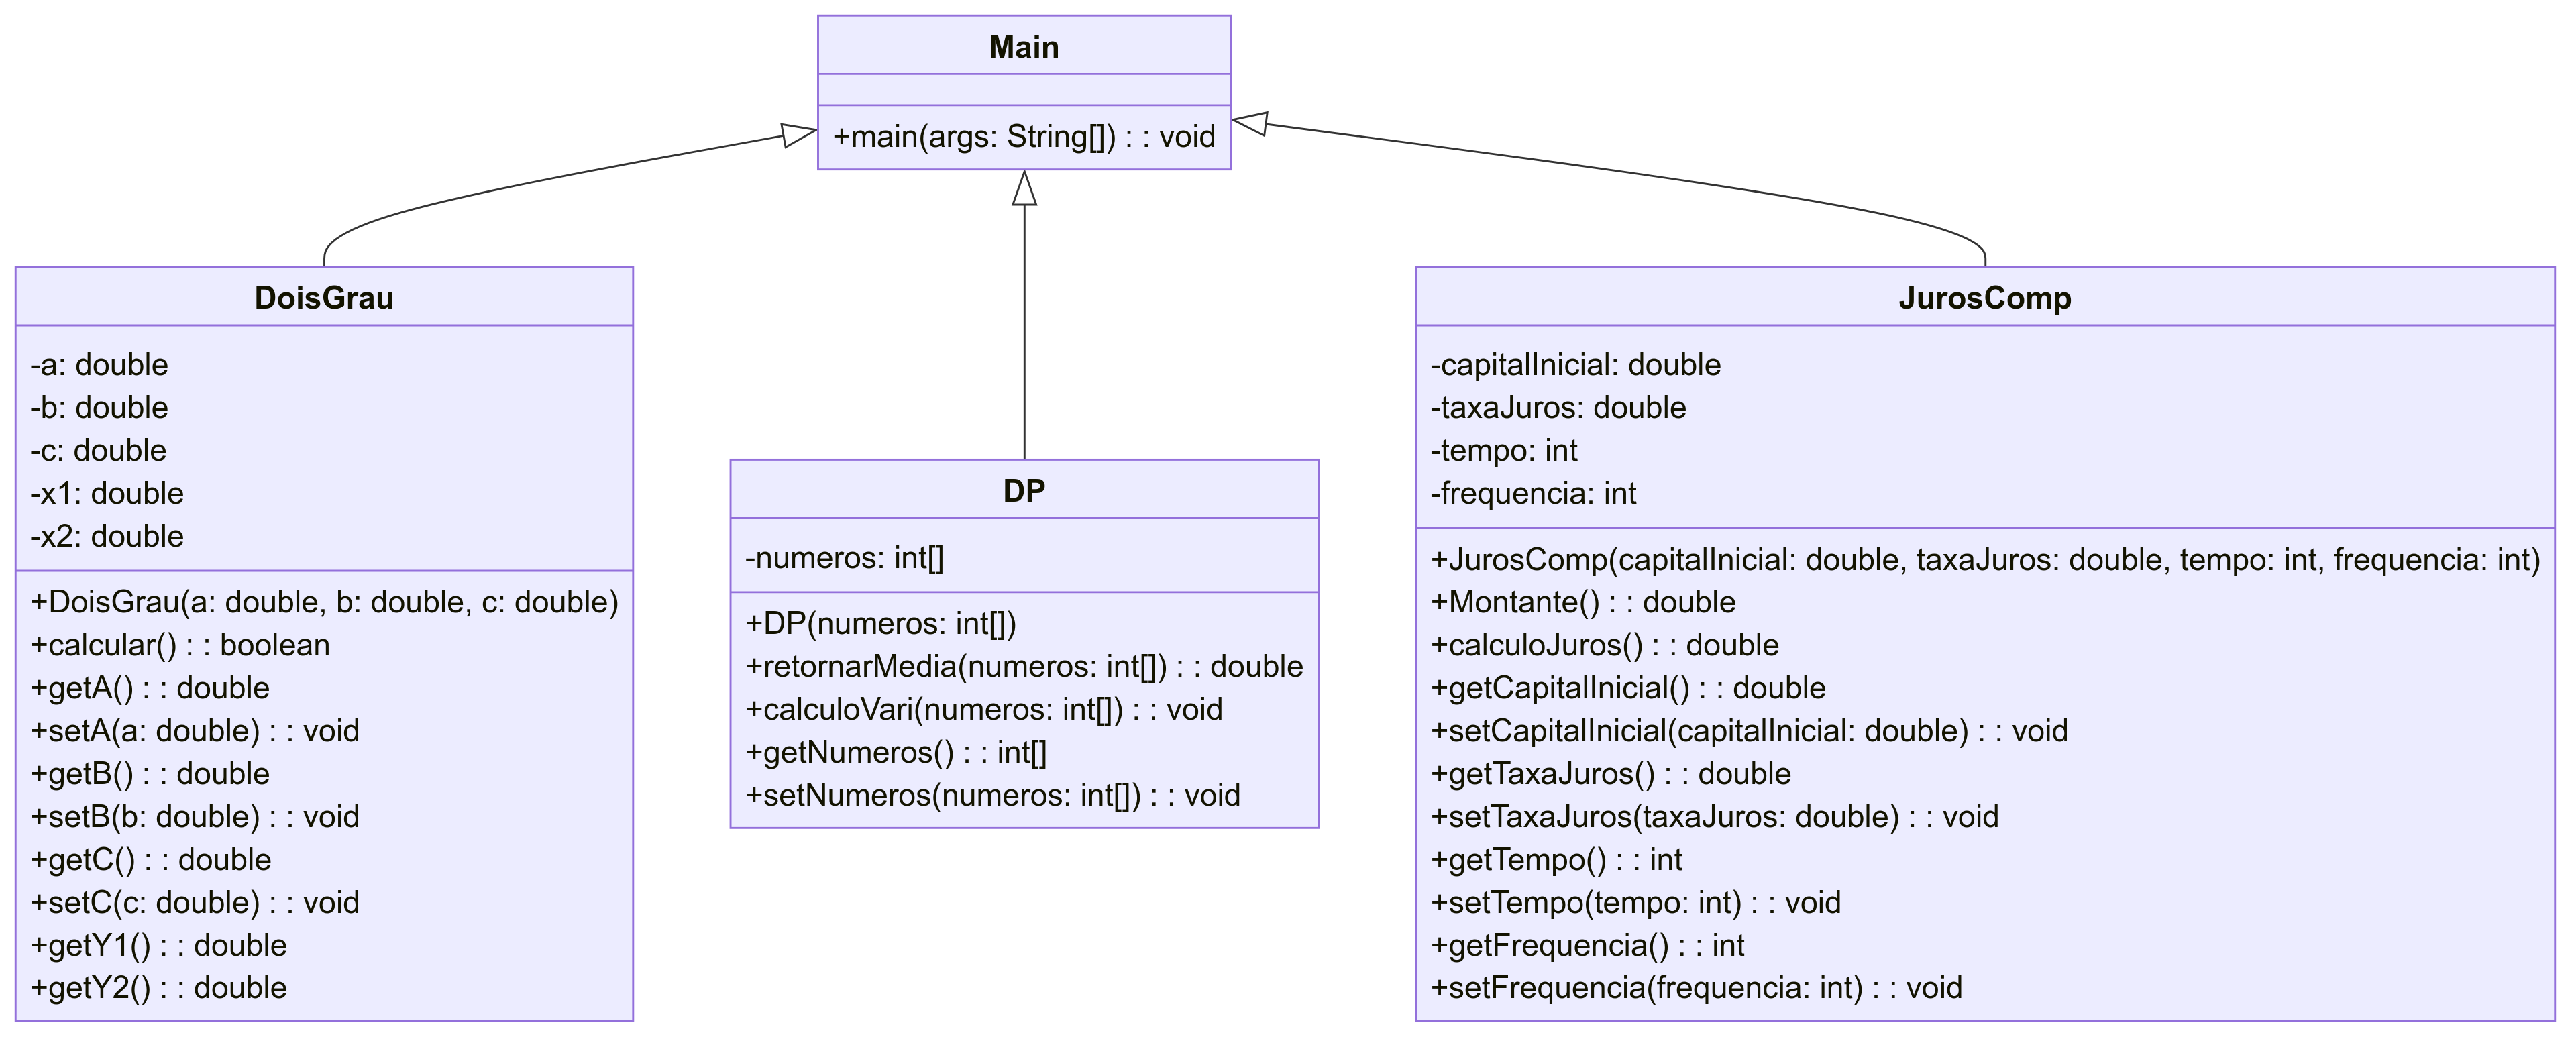 Main
+main(args: String[]) : : void
DoisGrau
-a: double
-b: double
-c: double
-x1: double
-x2: double
+DoisGrau(a: double, b: double, c: double)
+calcular() : : boolean
+getA() : : double
+setA(a: double) : : void
+getB() : : double
+setB(b: double) : : void
+getC() : : double
+setC(c: double) : : void
+getY1() : : double
+getY2() : : double
DP
-numeros: int[]
+DP(numeros: int[])
+retornarMedia(numeros: int[]) : : double
+calculoVari(numeros: int[]) : : void
+getNumeros() : : int[]
+setNumeros(numeros: int[]) : : void
JurosComp
-capitalInicial: double
-taxaJuros: double
-tempo: int
-frequencia: int
+JurosComp(capitalInicial: double, taxaJuros: double, tempo: int, frequencia: int)
+Montante() : : double
+calculoJuros() : : double
+getCapitalInicial() : : double
+setCapitalInicial(capitalInicial: double) : : void
+getTaxaJuros() : : double
+setTaxaJuros(taxaJuros: double) : : void
+getTempo() : : int
+setTempo(tempo: int) : : void
+getFrequencia() : : int
+setFrequencia(frequencia: int) : : void